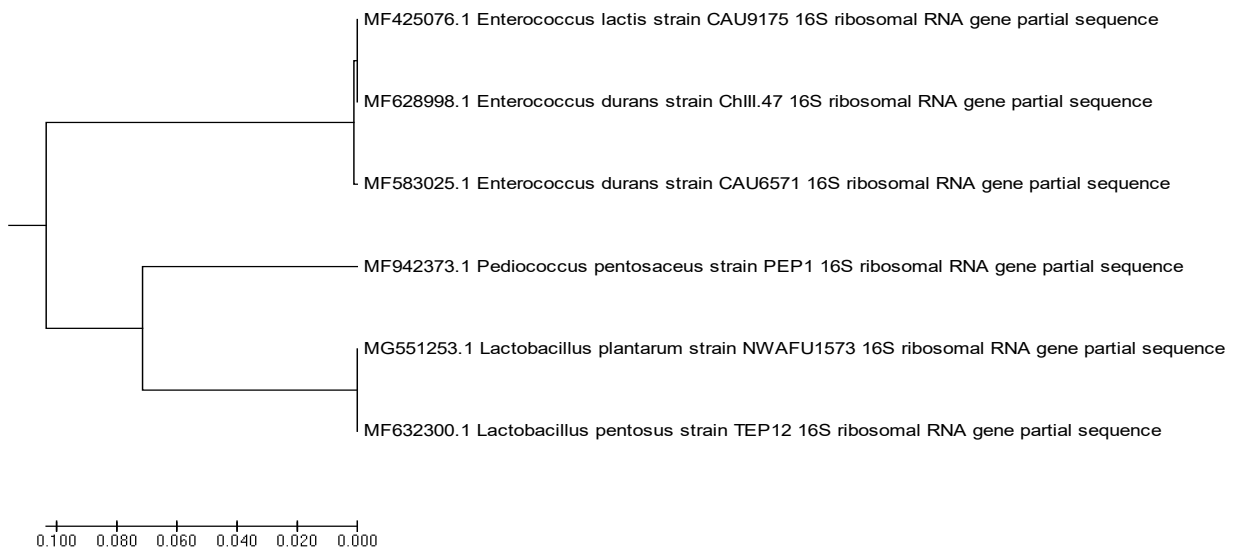 MF425076.1 Enterococcus lactis strain CAU9175 16S ribosomal RNA gene partial sequence
MF628998.1 Enterococcus durans strain ChIII.47 16S ribosomal RNA gene partial sequence
MF583025.1 Enterococcus durans strain CAU6571 16S ribosomal RNA gene partial sequence
MF942373.1 Pediococcus pentosaceus strain PEP1 16S ribosomal RNA gene partial sequence
MG551253.1 Lactobacillus plantarum strain NWAFU1573 16S ribosomal RNA gene partial sequence
MF632300.1 Lactobacillus pentosus strain TEP12 16S ribosomal RNA gene partial sequence
0.100 0.080 0.060 0.040 0.020 0.000